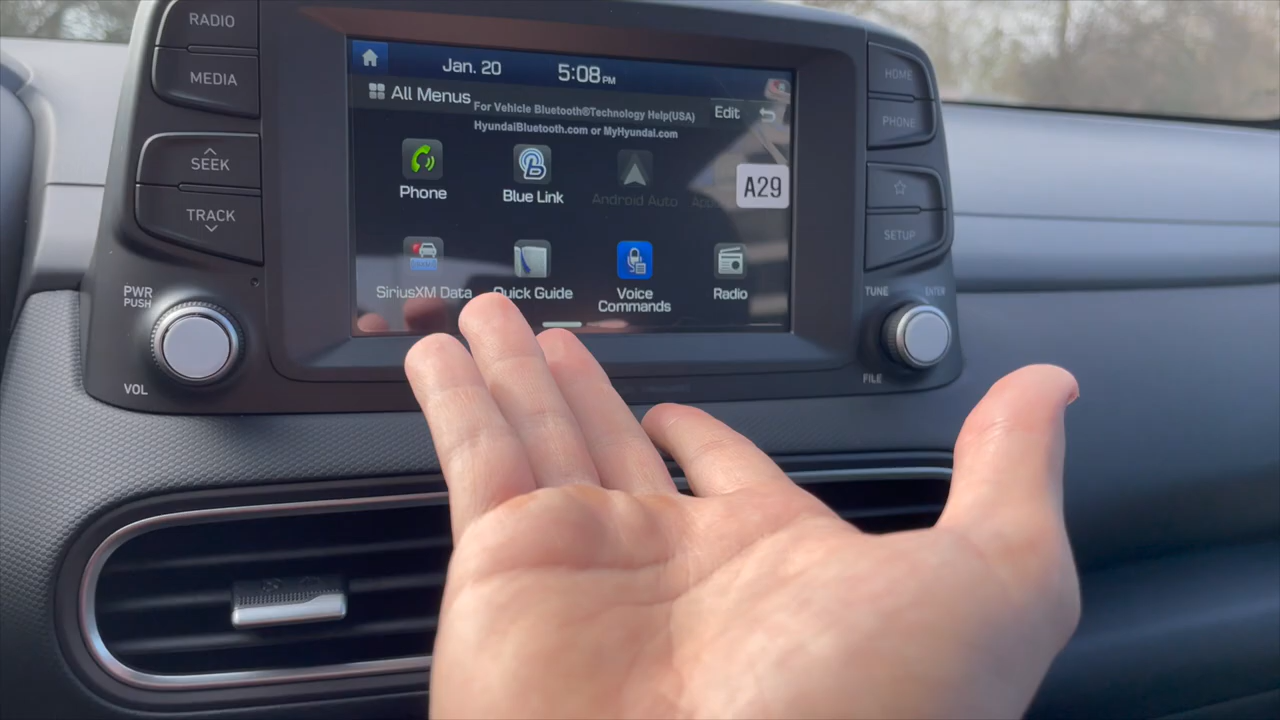 RADIO
MEDIA
SEEK
TRACK
PWR
PUSH
VOL
Jan. 20
5:08 PM
All Menus
For Vehicle Bluetooth®Technology Help(USA)
HyundaiBluetooth.com or MyHyundai.com
Edit
Phone
Blue Link
Android Auto
A29
SiriusXM Data
Quick Guide
Voice
Commands
Radio
HOME
PHONE
SETUP
TUNE
ENTER
FILE